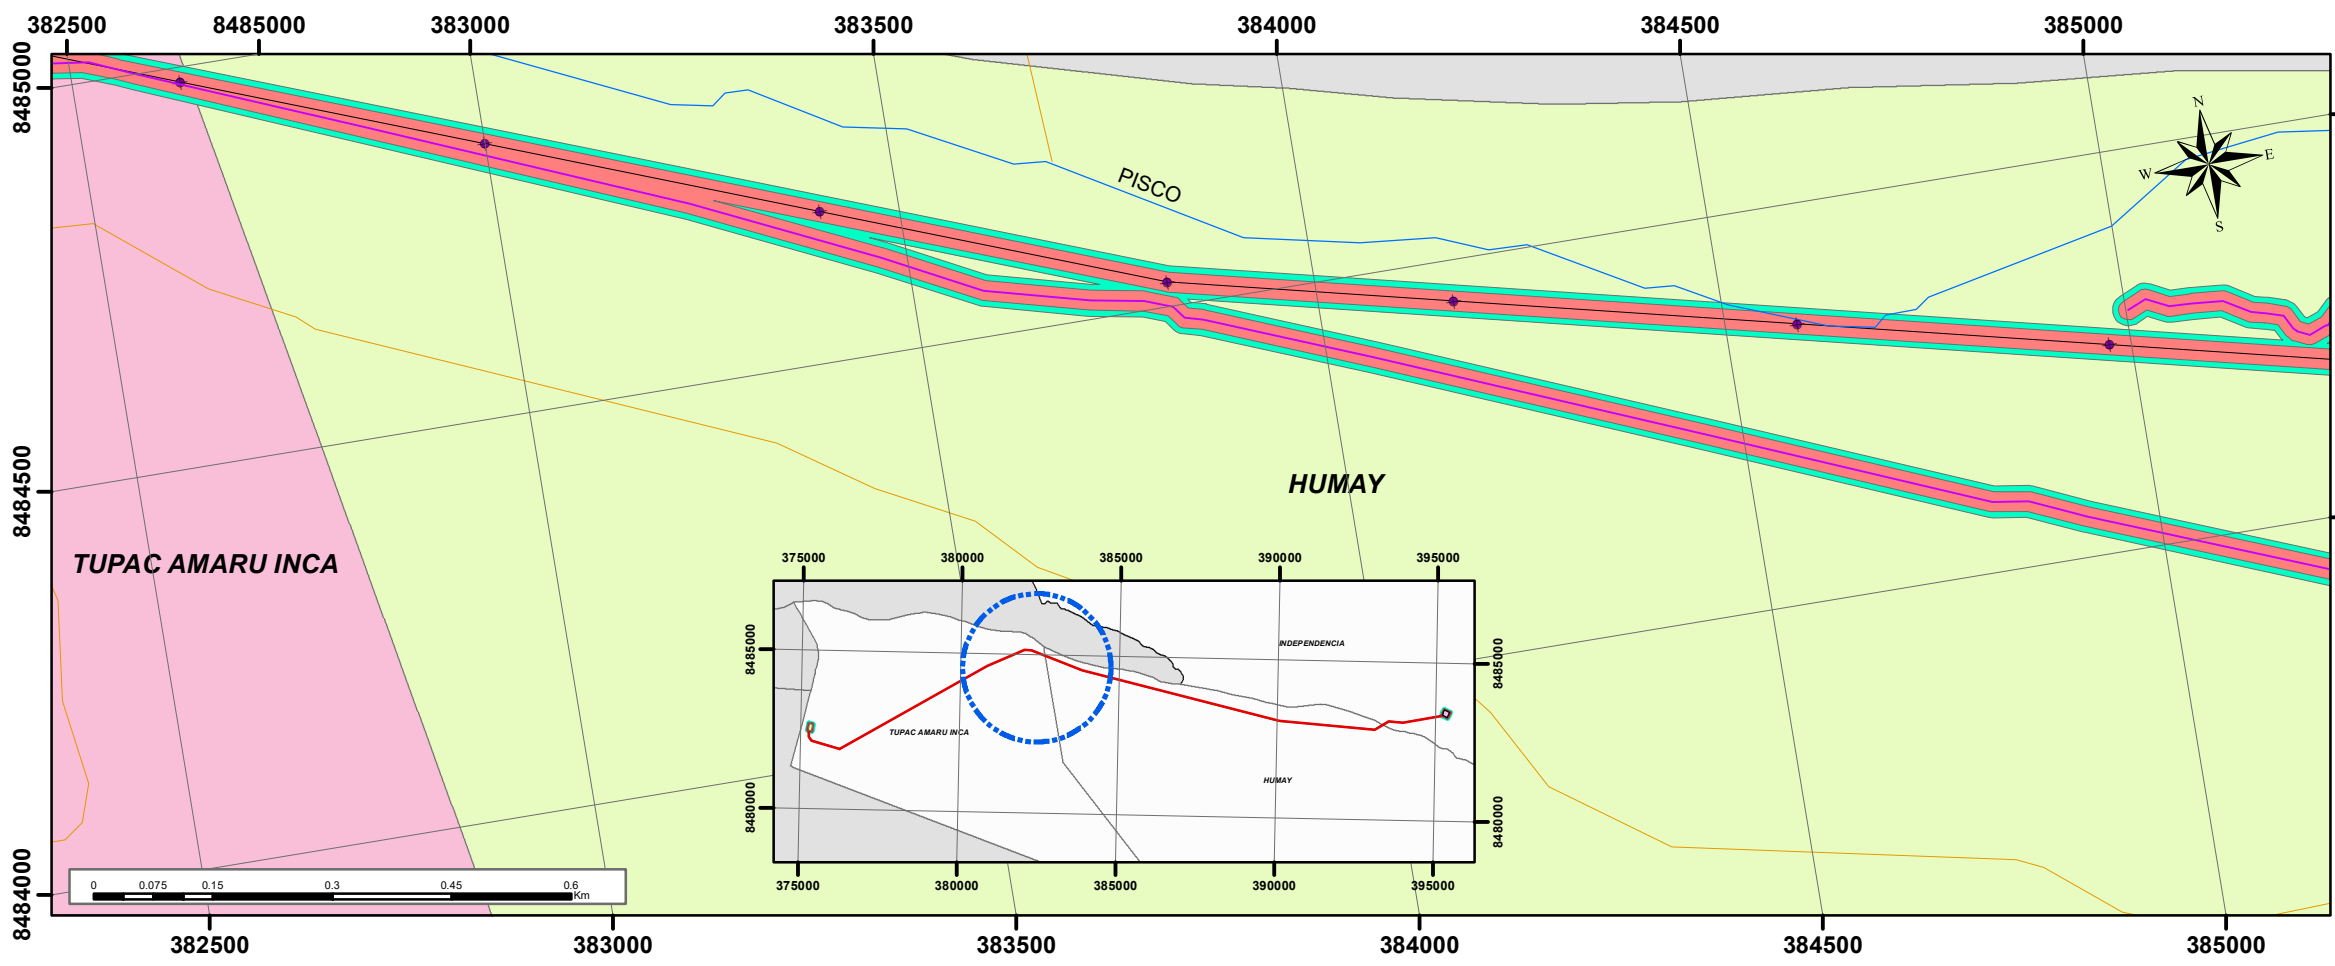 382500 8485000 383000 383500 384000 384500 385000
8485000
N
W E
S
PISCO
8484500
HUMAY
TUPAC AMARU INCA
375000 380000 385000 390000 395000
8485000 8485000
INDEPENDENCIA
TUPAC AMARU INCA
HUMAY
8480000 8480000
375000 380000 385000 390000 395000
8484000
0 0.075 0.15 0.3 0.45 0.6
Km
382500 383000 383500 384000 384500 385000